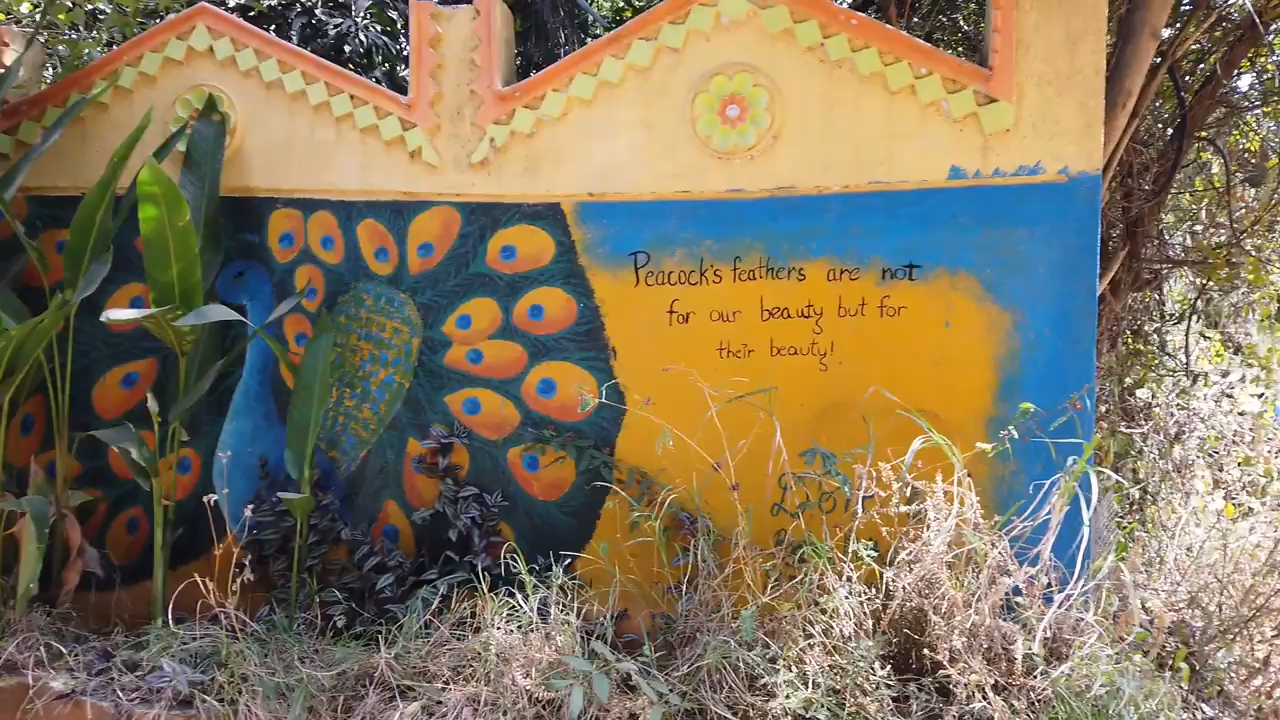 Peacock's feathers are not
for our beauty but for
their beauty!